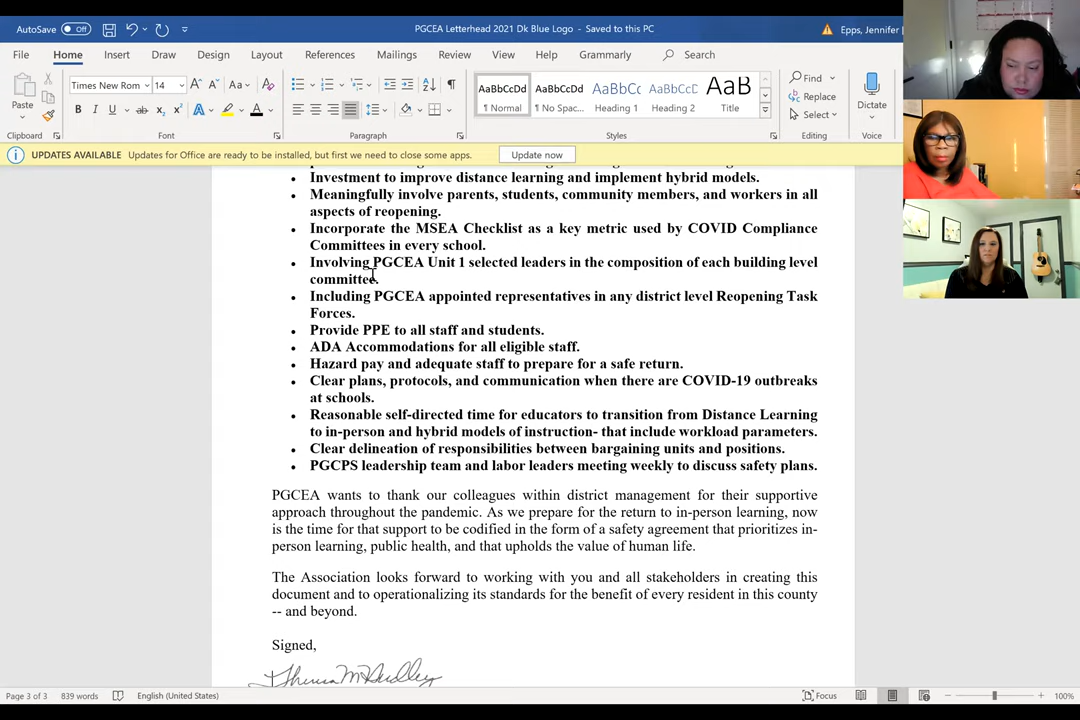 AutoSave Off PGCEA Letterhead 2021 Dk Blue Logo - Saved to this PC Epps, Jennifer
File Home Insert Draw Design Layout References Mailings Review View Help Grammarly Search
Paste Times New Rom 14 Aa AaBbCcDd AaBbCcDd AaBbCc AaBbCcD AaB Find
Replace
B I U ab x₂ x² A A ¶ Normal ¶ No Spac... Heading 1 Heading 2 Title Select Dictate
Clipboard Font Paragraph Styles Editing Voice
UPDATES AVAILABLE Updates for Office are ready to be installed, but first we need to close some apps. Update now
• Investment to improve distance learning and implement hybrid models.
• Meaningfully involve parents, students, community members, and workers in all
aspects of reopening.
• Incorporate the MSEA Checklist as a key metric used by COVID Compliance
Committees in every school.
• Involving PGCEA Unit 1 selected leaders in the composition of each building level
committee.
• Including PGCEA appointed representatives in any district level Reopening Task
Forces.
• Provide PPE to all staff and students.
• ADA Accommodations for all eligible staff.
• Hazard pay and adequate staff to prepare for a safe return.
• Clear plans, protocols, and communication when there are COVID-19 outbreaks
at schools.
• Reasonable self-directed time for educators to transition from Distance Learning
to in-person and hybrid models of instruction- that include workload parameters.
• Clear delineation of responsibilities between bargaining units and positions.
• PGCPS leadership team and labor leaders meeting weekly to discuss safety plans.
PGCEA wants to thank our colleagues within district management for their supportive
approach throughout the pandemic. As we prepare for the return to in-person learning, now
is the time for that support to be codified in the form of a safety agreement that prioritizes in-
person learning, public health, and that upholds the value of human life.
The Association looks forward to working with you and all stakeholders in creating this
document and to operationalizing its standards for the benefit of every resident in this county
-- and beyond.
Signed,
Theresa M Dudley
Page 3 of 3 839 words English (United States) Focus 100%